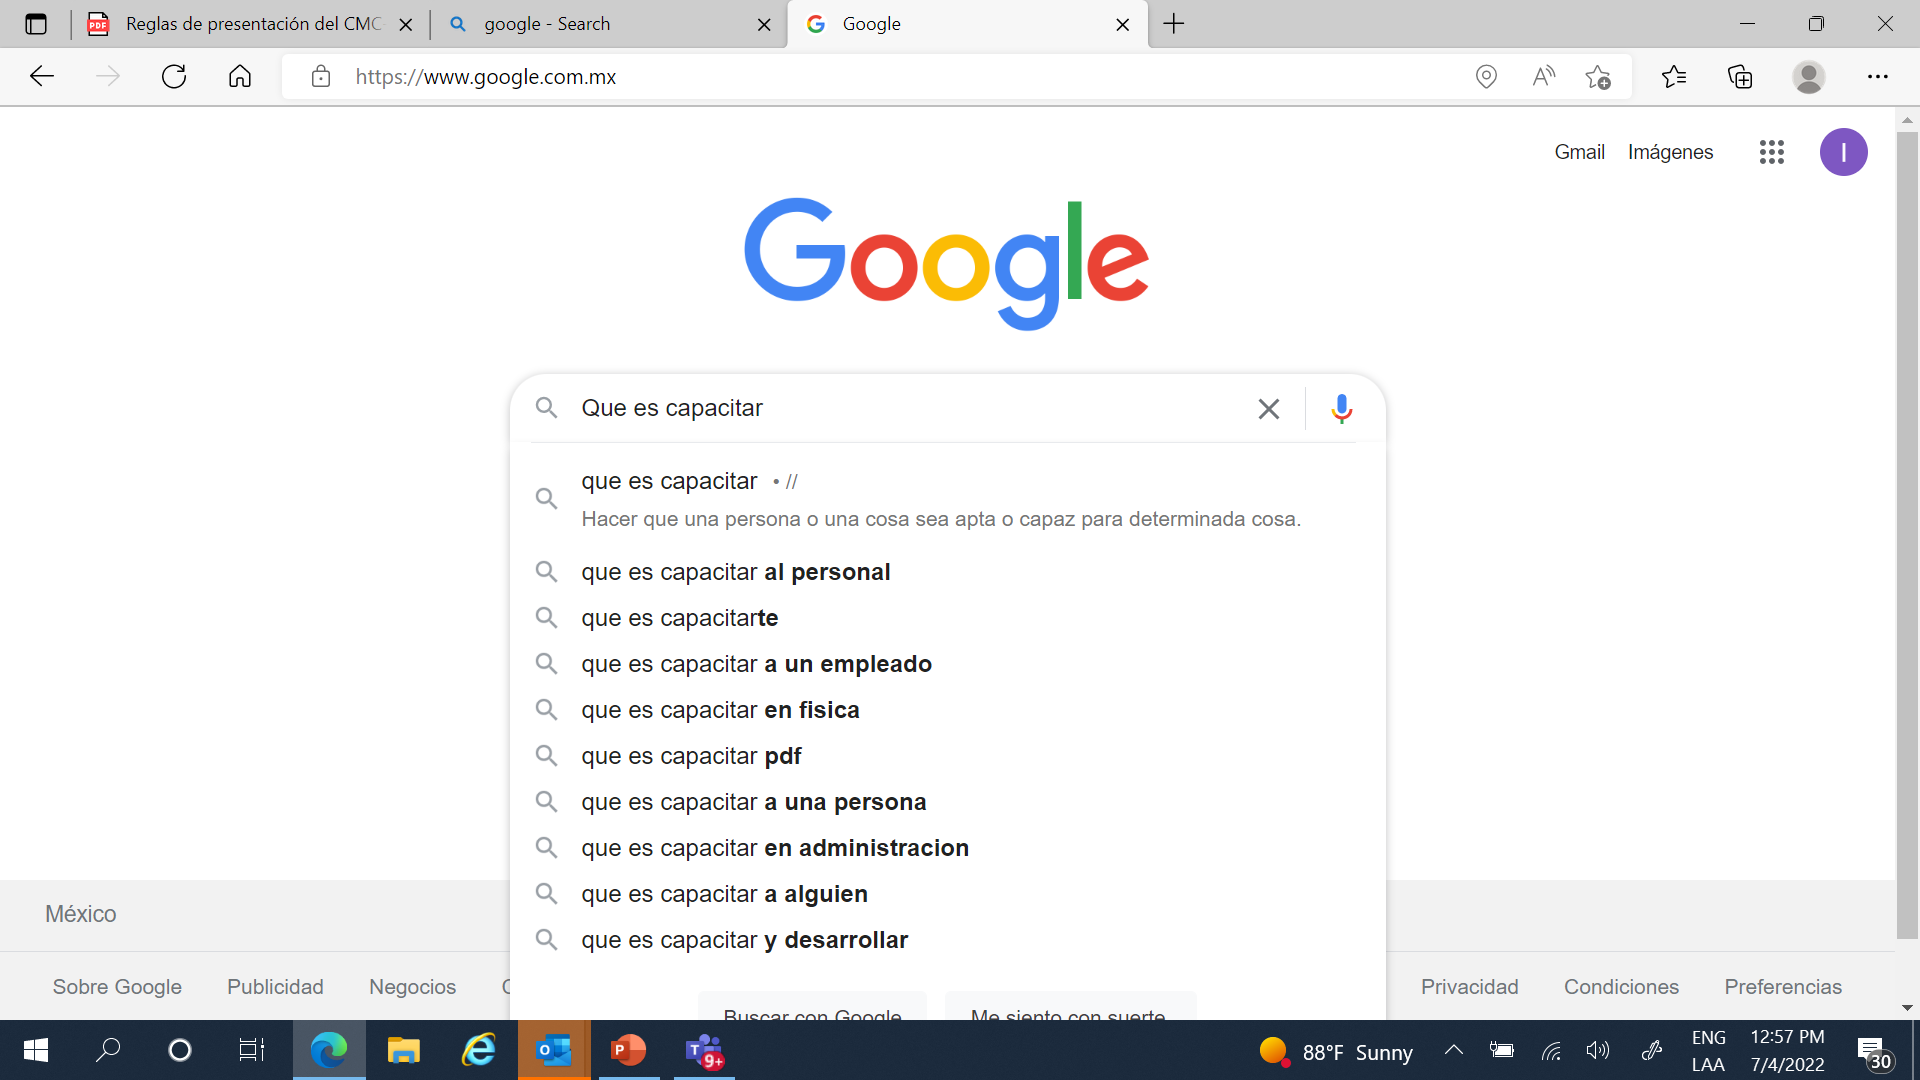 Reglas de presentación del CMC
google - Search
Google
https://www.google.com.mx
Gmail
Imágenes
I
Google
Que es capacitar
que es capacitar • //
Hacer que una persona o una cosa sea apta o capaz para determinada cosa.
que es capacitar al personal
que es capacitarte
que es capacitar a un empleado
que es capacitar en fisica
que es capacitar pdf
que es capacitar a una persona
que es capacitar en administracion
que es capacitar a alguien
que es capacitar y desarrollar
México
Sobre Google
Publicidad
Negocios
Buscar con Google
Me siento con suerte
Privacidad
Condiciones
Preferencias
9+
88°F Sunny
ENG
LAA
12:57 PM
7/4/2022
30